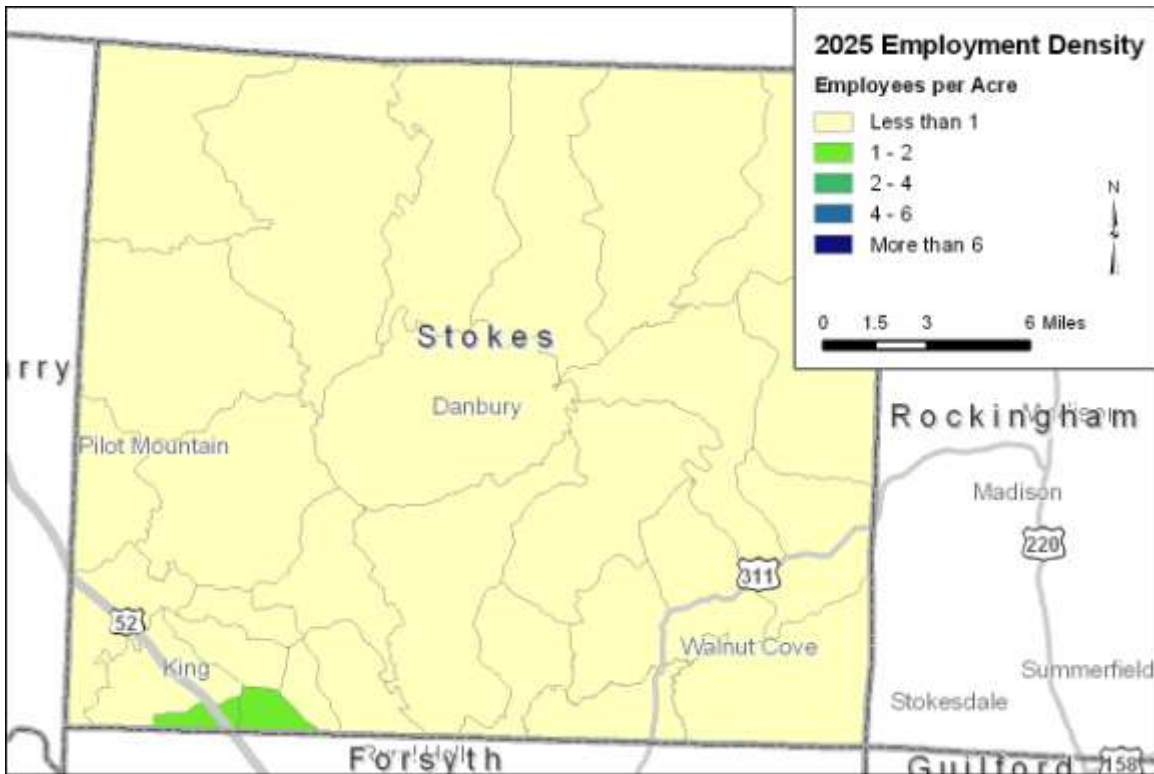 2025 Employment Density
Employees per Acre
Less than 1
1 - 2
2 - 4
4 - 6
More than 6
N
0 1.5 3 6 Miles
Stokes
rry
Danbury
Rockingham
Pilot Mountain
Madison
220
311
52
Walnut Cove
King
Summerfield
Stokesdale
Forsyth
Guilford
158